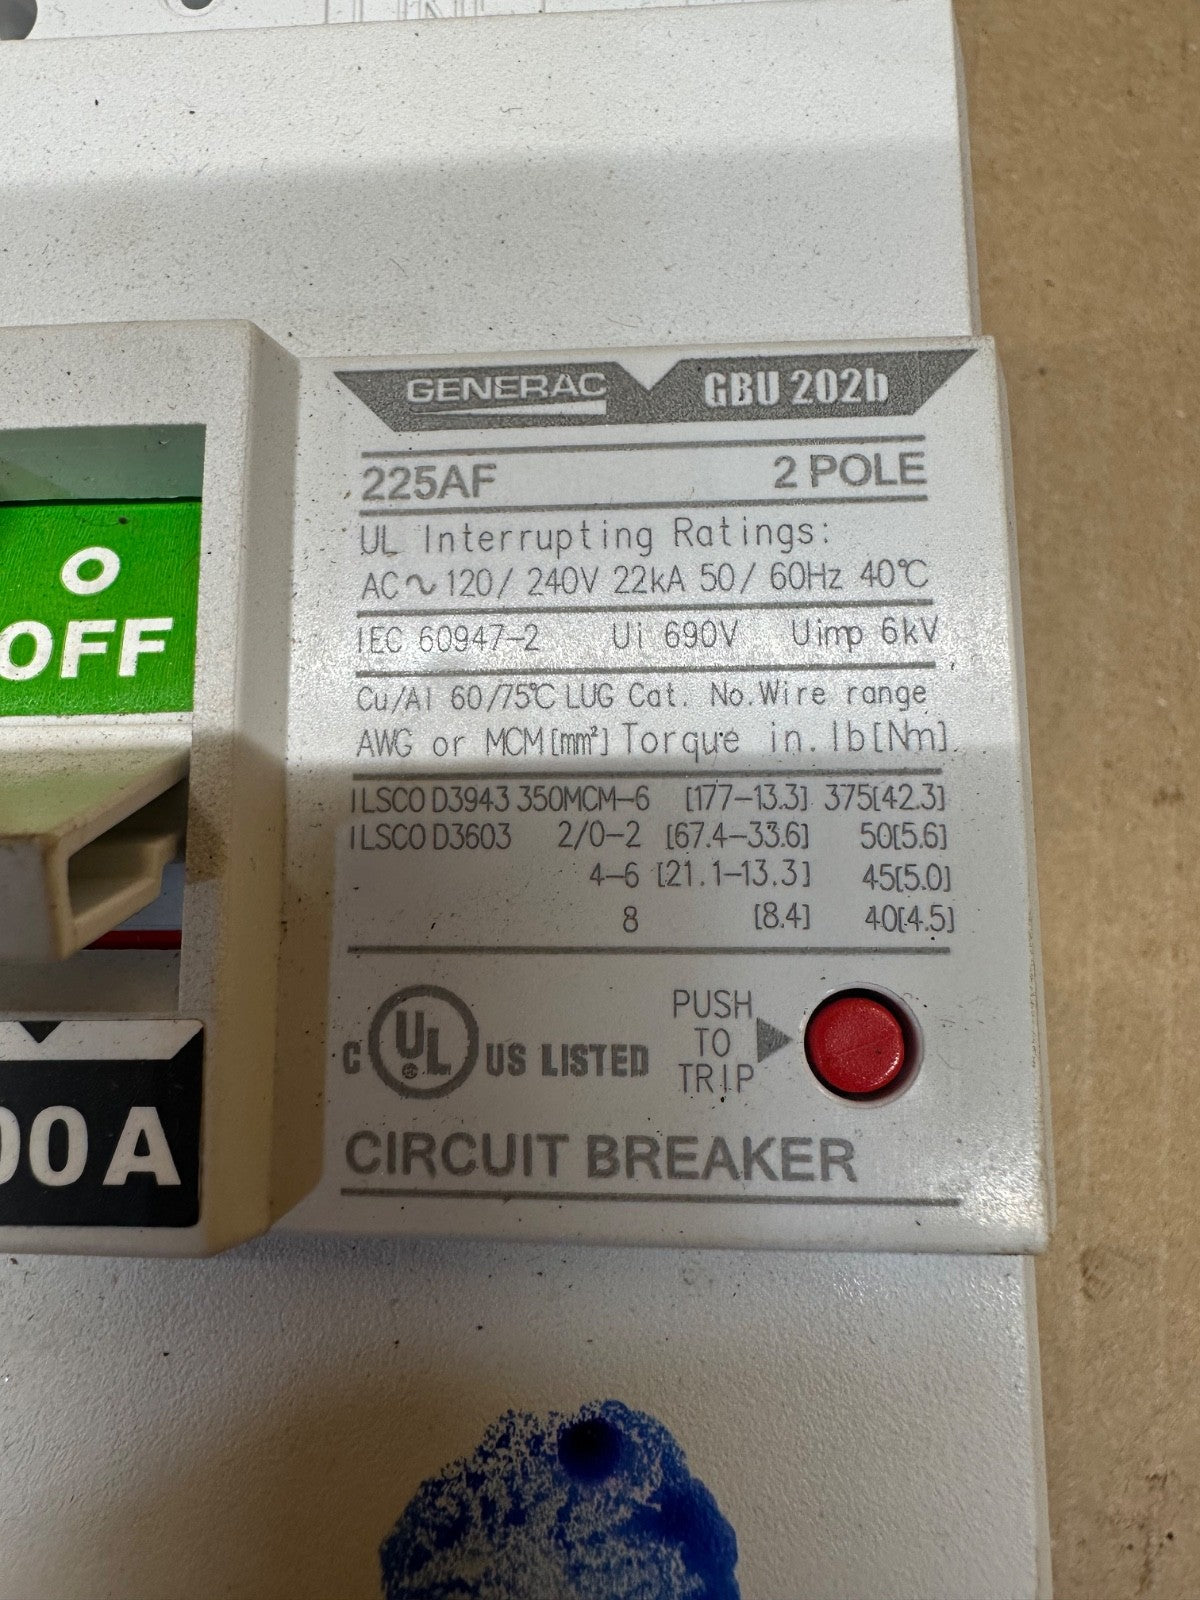 LINE
GENERAC GBU 202b
225AF 2 POLE
UL Interrupting Ratings:
AC~120/ 240V 22kA 50/ 60Hz 40℃
IEC 60947-2 Ui 690V Uimp 6kV
Cu/Al 60/75℃ LUG Cat. No.Wire range
AWG or MCM[mm²] Torque in. lb[Nm]
ILSCO D3943 350MCM-6 [177-13.3] 375[42.3]
ILSCO D3603 2/0-2 [67.4-33.6] 50[5.6]
4-6 [21.1-13.3] 45[5.0]
8 [8.4] 40[4.5]
C UL US LISTED
PUSH
TO
TRIP
CIRCUIT BREAKER
O
OFF
00A